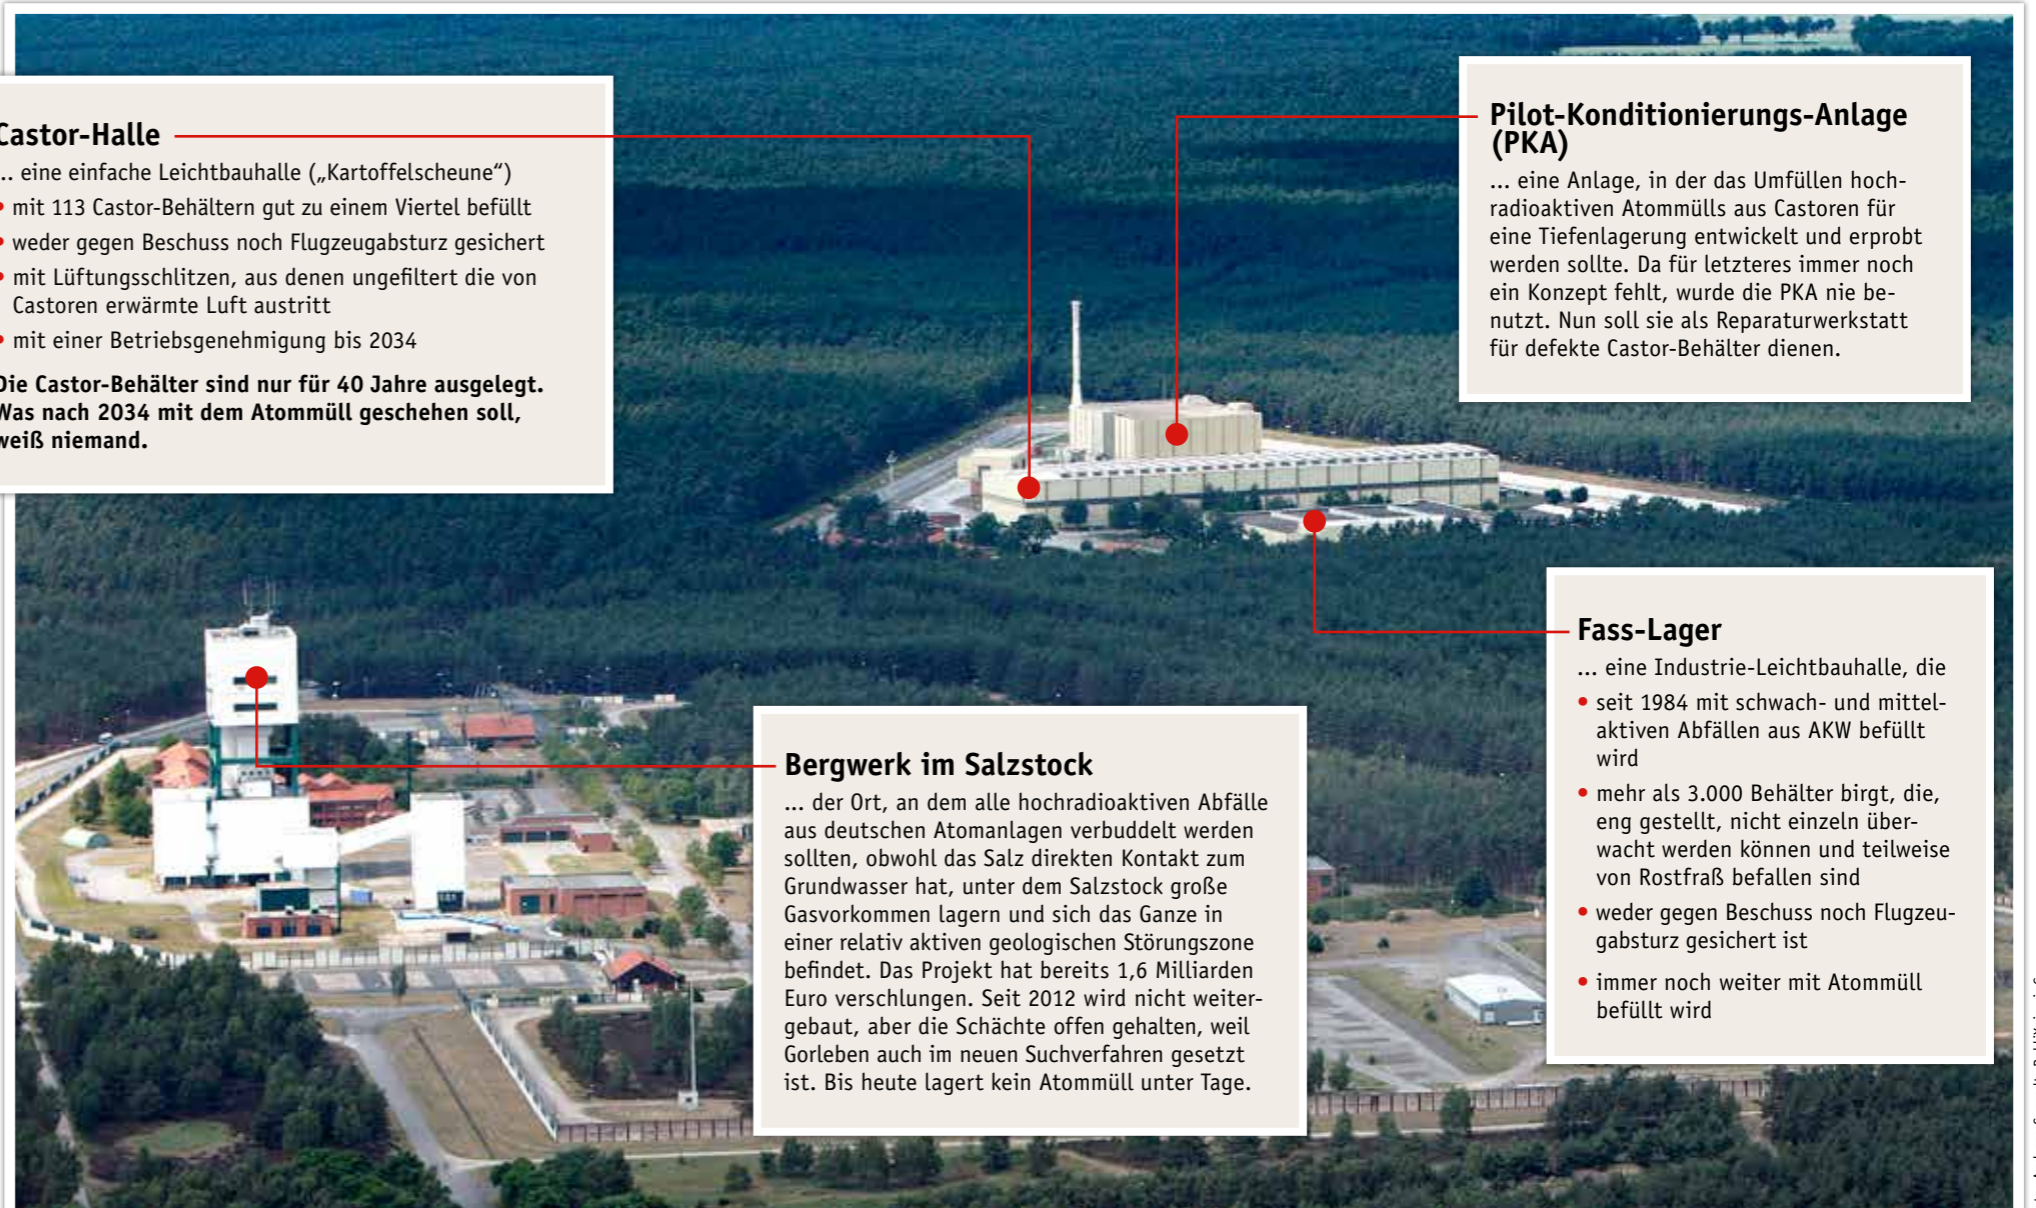 Castor-Halle
... eine einfache Leichtbauhalle („Kartoffelscheune“)
• mit 113 Castor-Behältern gut zu einem Viertel befüllt
• weder gegen Beschuss noch Flugzeugabsturz gesichert
• mit Lüftungsschlitzen, aus denen ungefiltert die von
Castoren erwärmte Luft austritt
• mit einer Betriebsgenehmigung bis 2034
Die Castor-Behälter sind nur für 40 Jahre ausgelegt.
Was nach 2034 mit dem Atommüll geschehen soll,
weiß niemand.
Pilot-Konditionierungs-Anlage
(PKA)
... eine Anlage, in der das Umfüllen hoch-
radioaktiven Atommülls aus Castoren für
eine Tiefenlagerung entwickelt und erprobt
werden sollte. Da für letzteres immer noch
ein Konzept fehlt, wurde die PKA nie be-
nutzt. Nun soll sie als Reparaturwerkstatt
für defekte Castor-Behälter dienen.
Bergwerk im Salzstock
... der Ort, an dem alle hochradioaktiven Abfälle
aus deutschen Atomanlagen verbuddelt werden
sollten, obwohl das Salz direkten Kontakt zum
Grundwasser hat, unter dem Salzstock große
Gasvorkommen lagern und sich das Ganze in
einer relativ aktiven geologischen Störungszone
befindet. Das Projekt hat bereits 1,6 Milliarden
Euro verschlungen. Seit 2012 wird nicht weiter-
gebaut, aber die Schächte offen gehalten, weil
Gorleben auch im neuen Suchverfahren gesetzt
ist. Bis heute lagert kein Atommüll unter Tage.
Fass-Lager
... eine Industrie-Leichtbauhalle, die
• seit 1984 mit schwach- und mittel-
aktiven Abfällen aus AKW befüllt
wird
• mehr als 3.000 Behälter birgt, die,
eng gestellt, nicht einzeln über-
wacht werden können und teilweise
von Rostfraß befallen sind
• weder gegen Beschuss noch Flugzeu-
gabsturz gesichert ist
• immer noch weiter mit Atommüll
befüllt wird